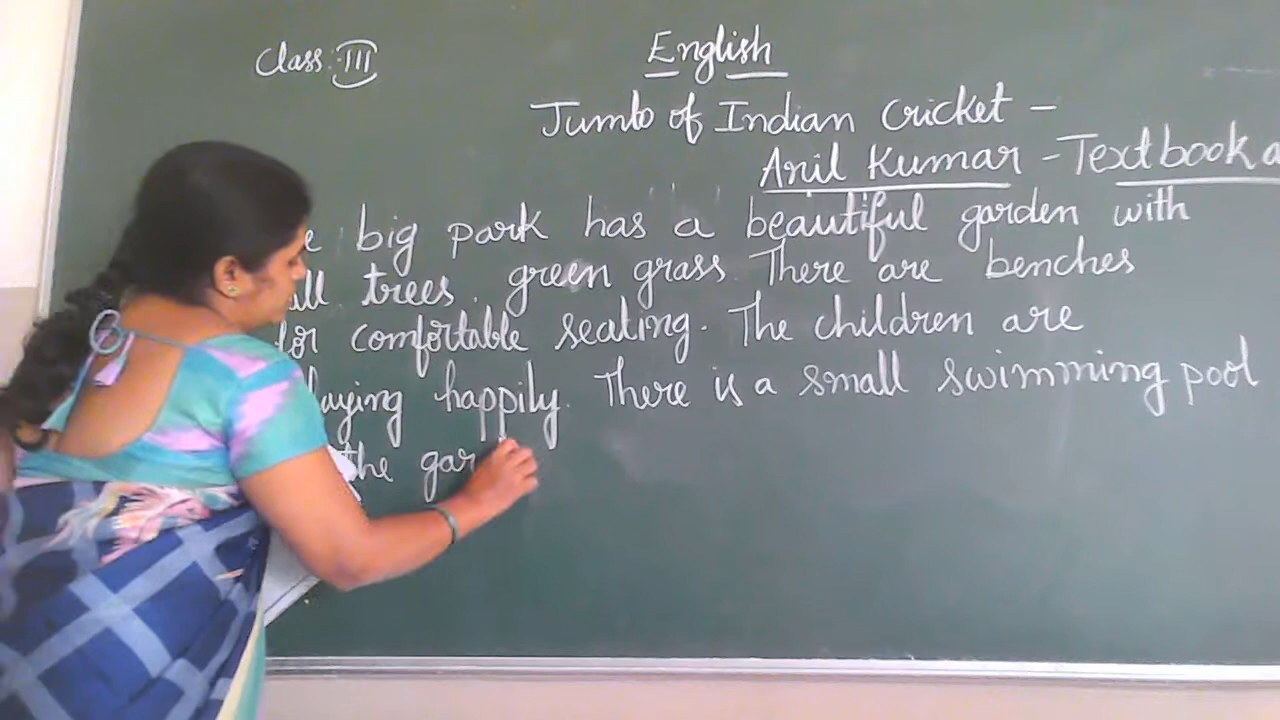 Class: III
English
Jumbo of Indian Cricket -
Anil Kumar - Textbook a
e big park has a beautiful garden with
all trees. green grass. There are benches
for comfortable seating. The children are
laying happily. There is a small swimming pool
the gar